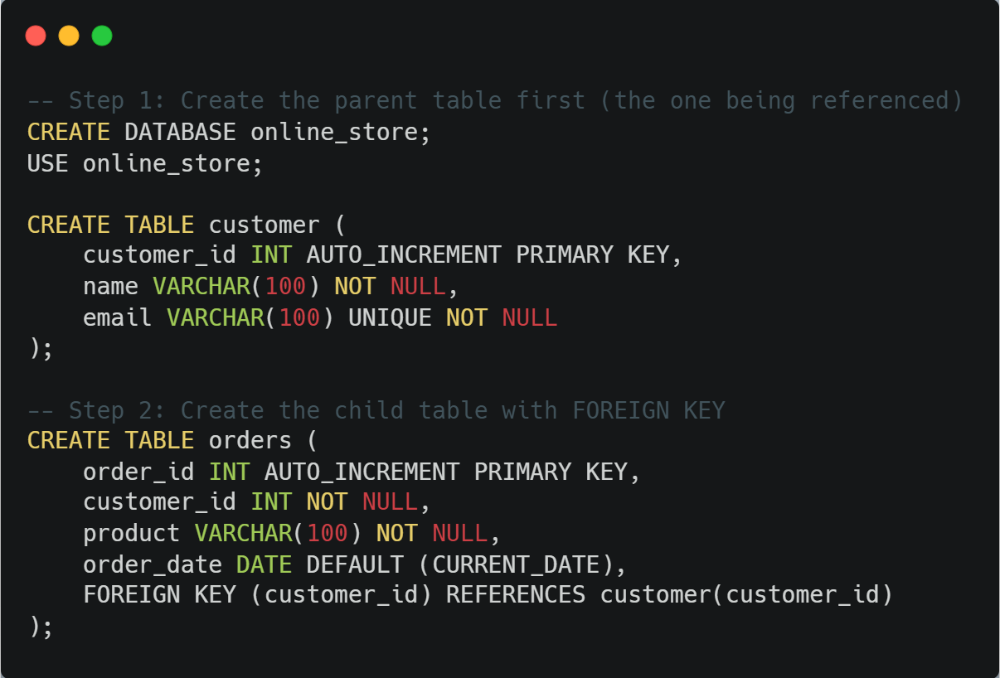 -- Step 1: Create the parent table first (the one being referenced)
CREATE DATABASE online_store;
USE online_store;

CREATE TABLE customer (
    customer_id INT AUTO_INCREMENT PRIMARY KEY,
    name VARCHAR(100) NOT NULL,
    email VARCHAR(100) UNIQUE NOT NULL
);

-- Step 2: Create the child table with FOREIGN KEY
CREATE TABLE orders (
    order_id INT AUTO_INCREMENT PRIMARY KEY,
    customer_id INT NOT NULL,
    product VARCHAR(100) NOT NULL,
    order_date DATE DEFAULT (CURRENT_DATE),
    FOREIGN KEY (customer_id) REFERENCES customer(customer_id)
);